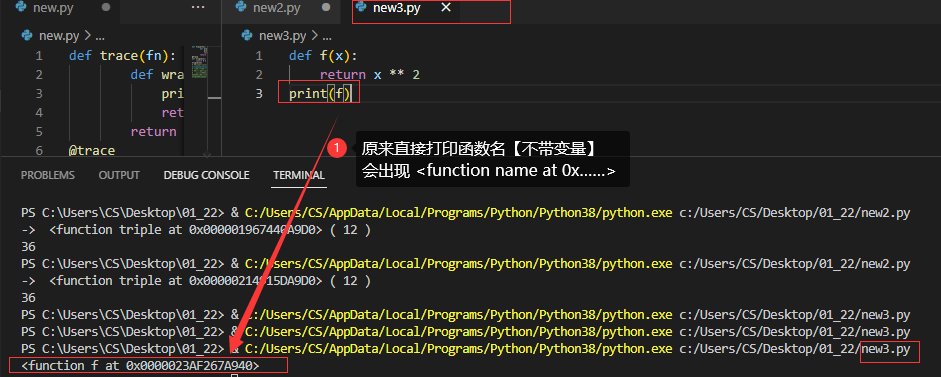 new.py
new2.py
new3.py
new.py > ...
new3.py > ...
1 def trace(fn):
2 def wra
3 pri
4 ret
5 return
6 @trace
1 def f(x):
2 return x ** 2
3 print(f)
1 原来直接打印函数名【不带变量】
会出现 <function name at 0x......>
PROBLEMS OUTPUT DEBUG CONSOLE TERMINAL
PS C:\Users\CS\Desktop\01_22> & C:/Users/CS/AppData/Local/Programs/Python/Python38/python.exe c:/Users/CS/Desktop/01_22/new2.py
-> <function triple at 0x000001967440A9D0> ( 12 )
36
PS C:\Users\CS\Desktop\01_22> & C:/Users/CS/AppData/Local/Programs/Python/Python38/python.exe c:/Users/CS/Desktop/01_22/new2.py
-> <function triple at 0x00000214915DA9D0> ( 12 )
36
PS C:\Users\CS\Desktop\01_22> & C:/Users/CS/AppData/Local/Programs/Python/Python38/python.exe c:/Users/CS/Desktop/01_22/new3.py
PS C:\Users\CS\Desktop\01_22> & C:/Users/CS/AppData/Local/Programs/Python/Python38/python.exe c:/Users/CS/Desktop/01_22/new3.py
PS C:\Users\CS\Desktop\01_22> & C:/Users/CS/AppData/Local/Programs/Python/Python38/python.exe c:/Users/CS/Desktop/01_22/new3.py
<function f at 0x0000023AF267A940>